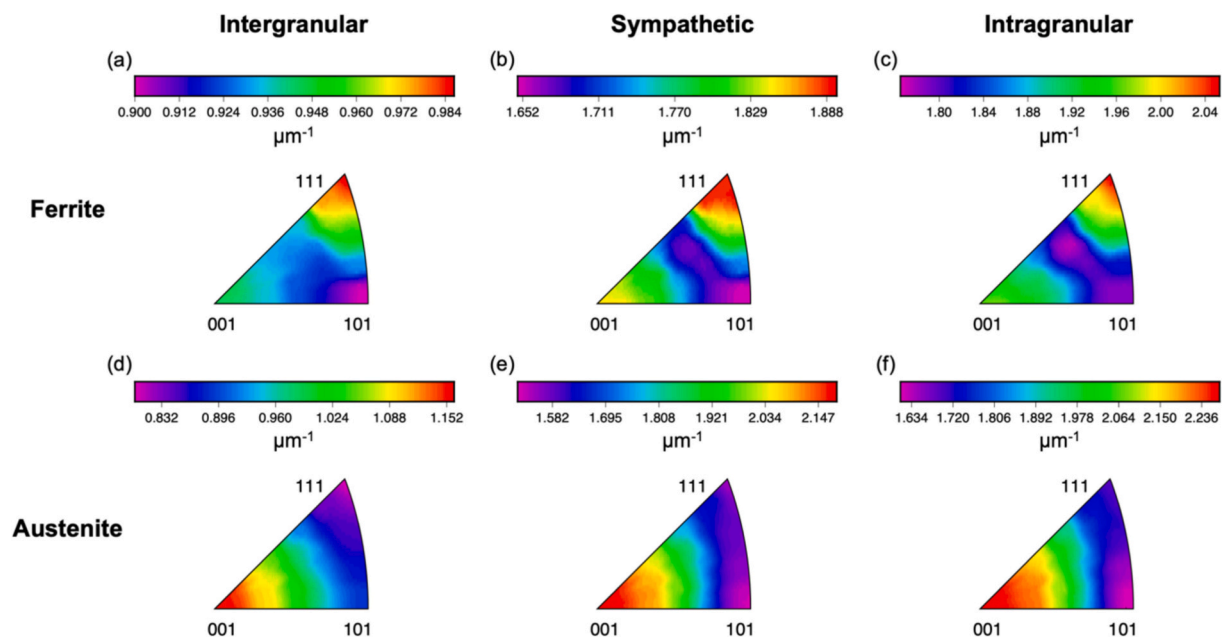 Intergranular Sympathetic Intragranular
(a) (b) (c)
0.900 0.912 0.924 0.936 0.948 0.960 0.972 0.984
1.652 1.711 1.770 1.829 1.888
1.80 1.84 1.88 1.92 1.96 2.00 2.04
µm-1 µm-1 µm-1
Ferrite
111 111 111
001 101 001 101 001 101
(d) (e) (f)
0.832 0.896 0.960 1.024 1.088 1.152
1.582 1.695 1.808 1.921 2.034 2.147
1.634 1.720 1.806 1.892 1.978 2.064 2.150 2.236
µm-1 µm-1 µm-1
Austenite
111 111 111
001 101 001 101 001 101